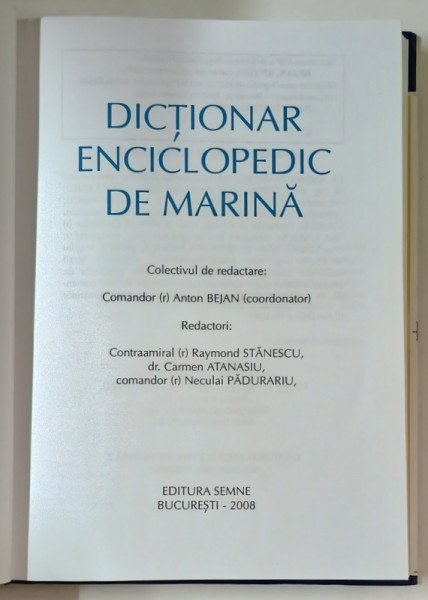 DICȚIONAR
ENCICLOPEDIC
DE MARINĂ
Colectivul de redactare:
Comandor (r) Anton BEJAN (coordonator)
Redactori:
Contraamiral (r) Raymond STĂNESCU,
dr. Carmen ATANASIU,
comandor (r) Neculai PĂDURARIU,
EDITURA SEMNE
BUCUREȘTI - 2008